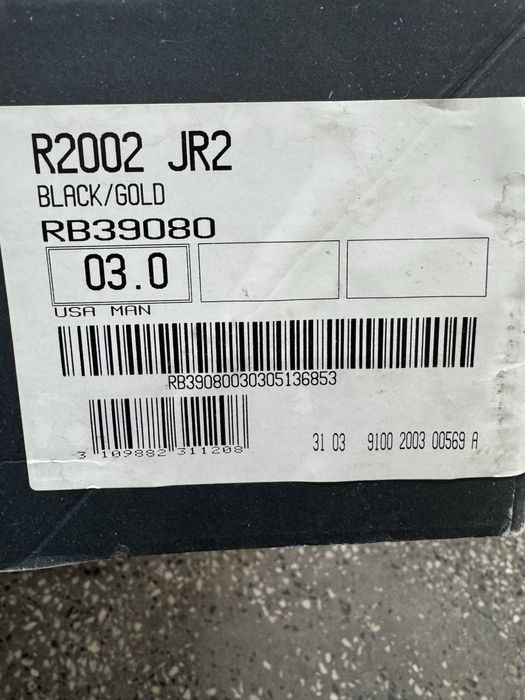 R2002 JR2
BLACK/GOLD
RB39080
03.0
USA MAN
RB39080030305136853
3 109882 311208
31 03 9100 2003 00569 A